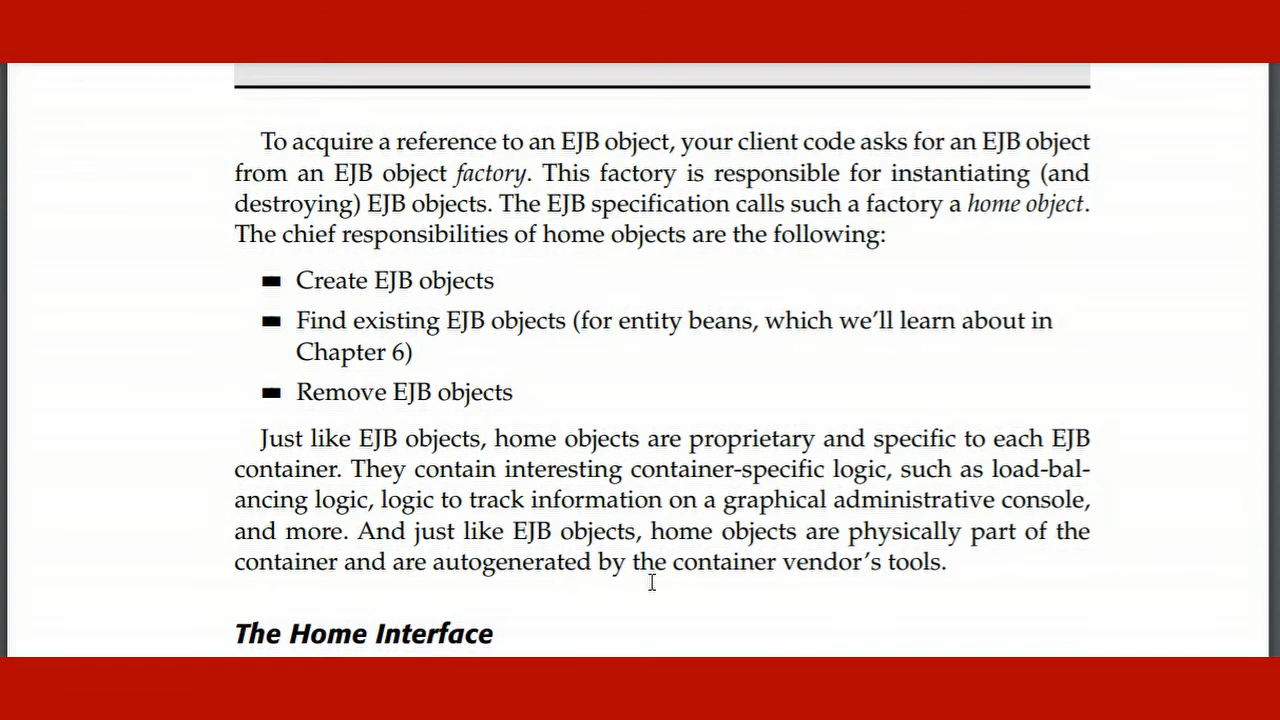 To acquire a reference to an EJB object, your client code asks for an EJB object
from an EJB object factory. This factory is responsible for instantiating (and
destroying) EJB objects. The EJB specification calls such a factory a home object.
The chief responsibilities of home objects are the following:
■ Create EJB objects
■ Find existing EJB objects (for entity beans, which we'll learn about in
Chapter 6)
■ Remove EJB objects
Just like EJB objects, home objects are proprietary and specific to each EJB
container. They contain interesting container-specific logic, such as load-bal-
ancing logic, logic to track information on a graphical administrative console,
and more. And just like EJB objects, home objects are physically part of the
container and are autogenerated by the container vendor's tools.
The Home Interface